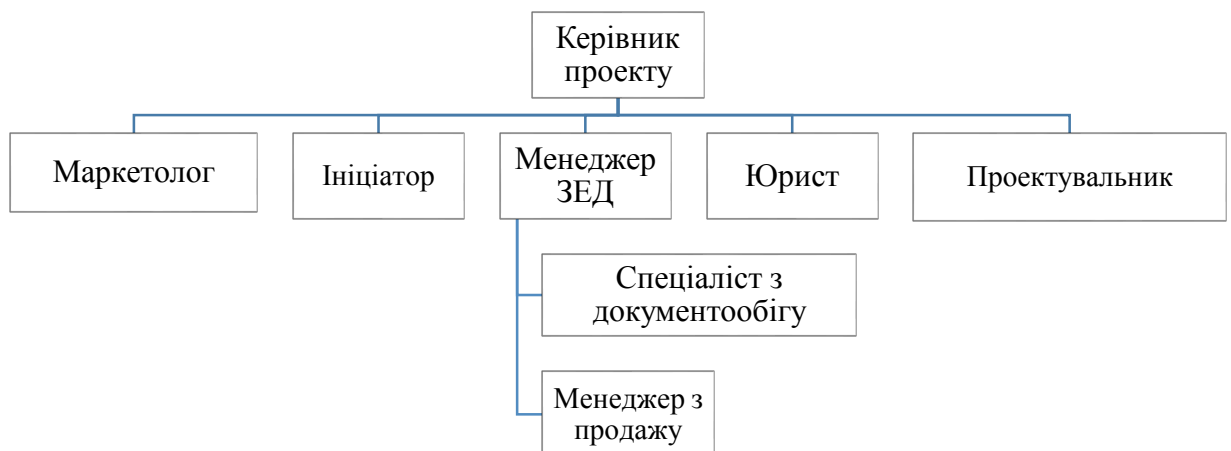 Керівник
проекту
Маркетолог
Ініціатор
Менеджер
ЗЕД
Юрист
Проектувальник
Спеціаліст з
документообігу
Менеджер з
продажу